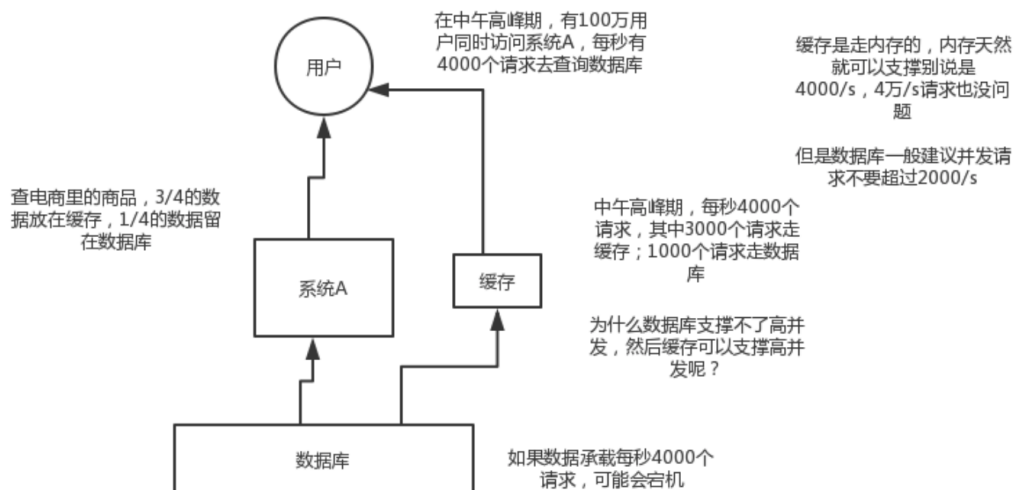 在中午高峰期，有100万用
户同时访问系统A，每秒有
4000个请求去查询数据库
用户
缓存是走内存的，内存天然
就可以支撑别说是
4000/s，4万/s请求也没问
题
但是数据库一般建议并发请
求不要超过2000/s
查电商里的商品，3/4的数
据放在缓存，1/4的数据留
在数据库
中午高峰期，每秒4000个
请求，其中3000个请求走
缓存；1000个请求走数据
库
系统A
缓存
为什么数据库支撑不了高并
发，然后缓存可以支撑高并
发呢？
数据库
如果数据承载每秒4000个
请求，可能会宕机